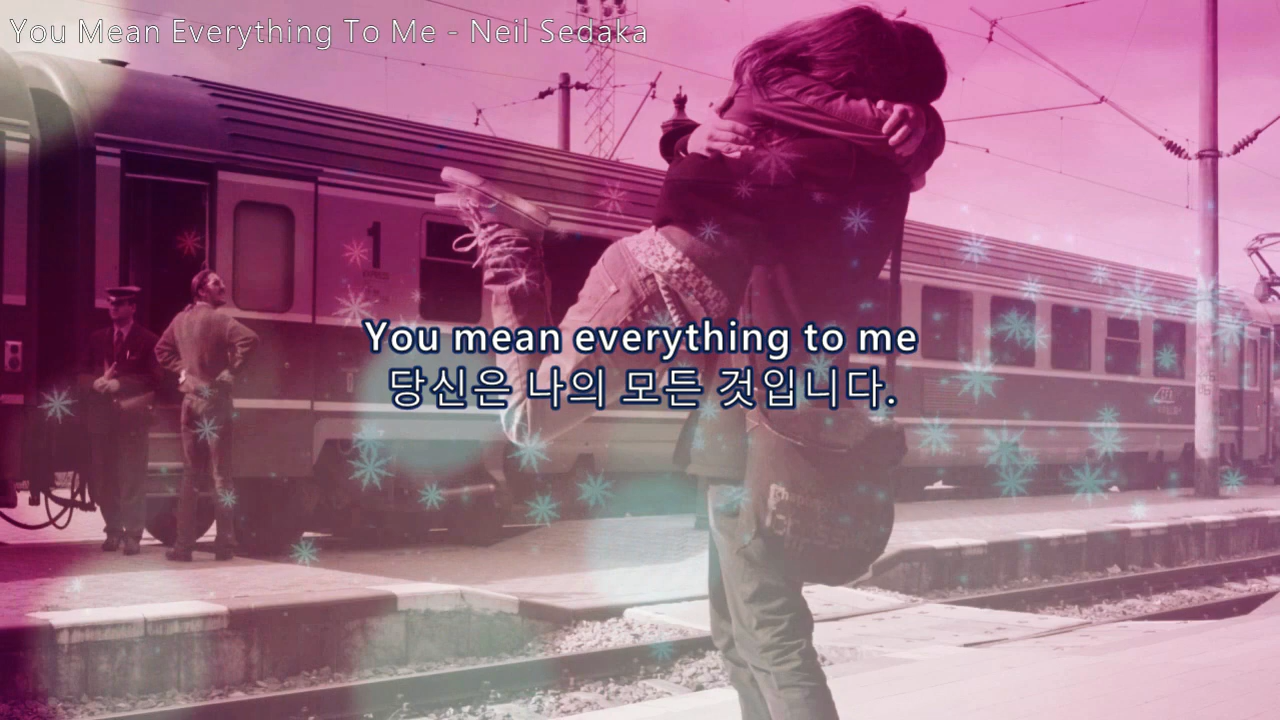 You Mean Everything To Me - Neil Sedaka
1
You mean everything to me
당신은 나의 모든 것입니다.